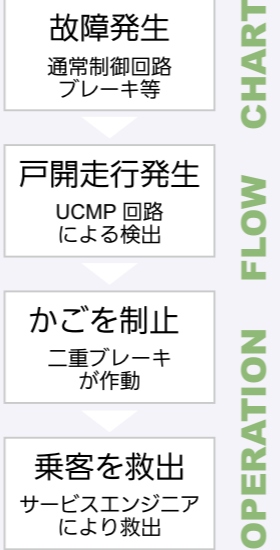 故障発生
通常制御回路
ブレーキ等
戸開走行発生
UCMP 回路
による検出
かごを制止
二重ブレーキ
が作動
乗客を救出
サービスエンジニア
により救出
OPERATION FLOW CHART